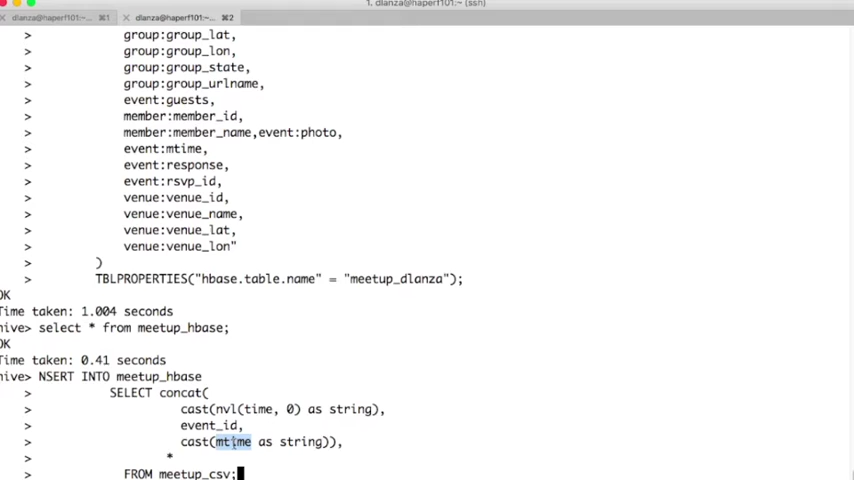 1. dlanza@haperf101:~ (ssh)
× dlanza@haperf101:~... ⌘1 × dlanza@haperf101:~... ⌘2
> group:group_lat,
> group:group_lon,
> group:group_state,
> group:group_urlname,
> event:guests,
> member:member_id,
> member:member_name,event:photo,
> event:mtime,
> event:response,
> event:rsvp_id,
> venue:venue_id,
> venue:venue_name,
> venue:venue_lat,
> venue:venue_lon"
> )
> TBLPROPERTIES("hbase.table.name" = "meetup_dlanza");
OK
Time taken: 1.004 seconds
hive> select * from meetup_hbase;
OK
Time taken: 0.41 seconds
hive> NSERT INTO meetup_hbase
> SELECT concat(
> cast(nvl(time, 0) as string),
> event_id,
> cast(mtime as string)),
> *
> FROM meetup_csv;